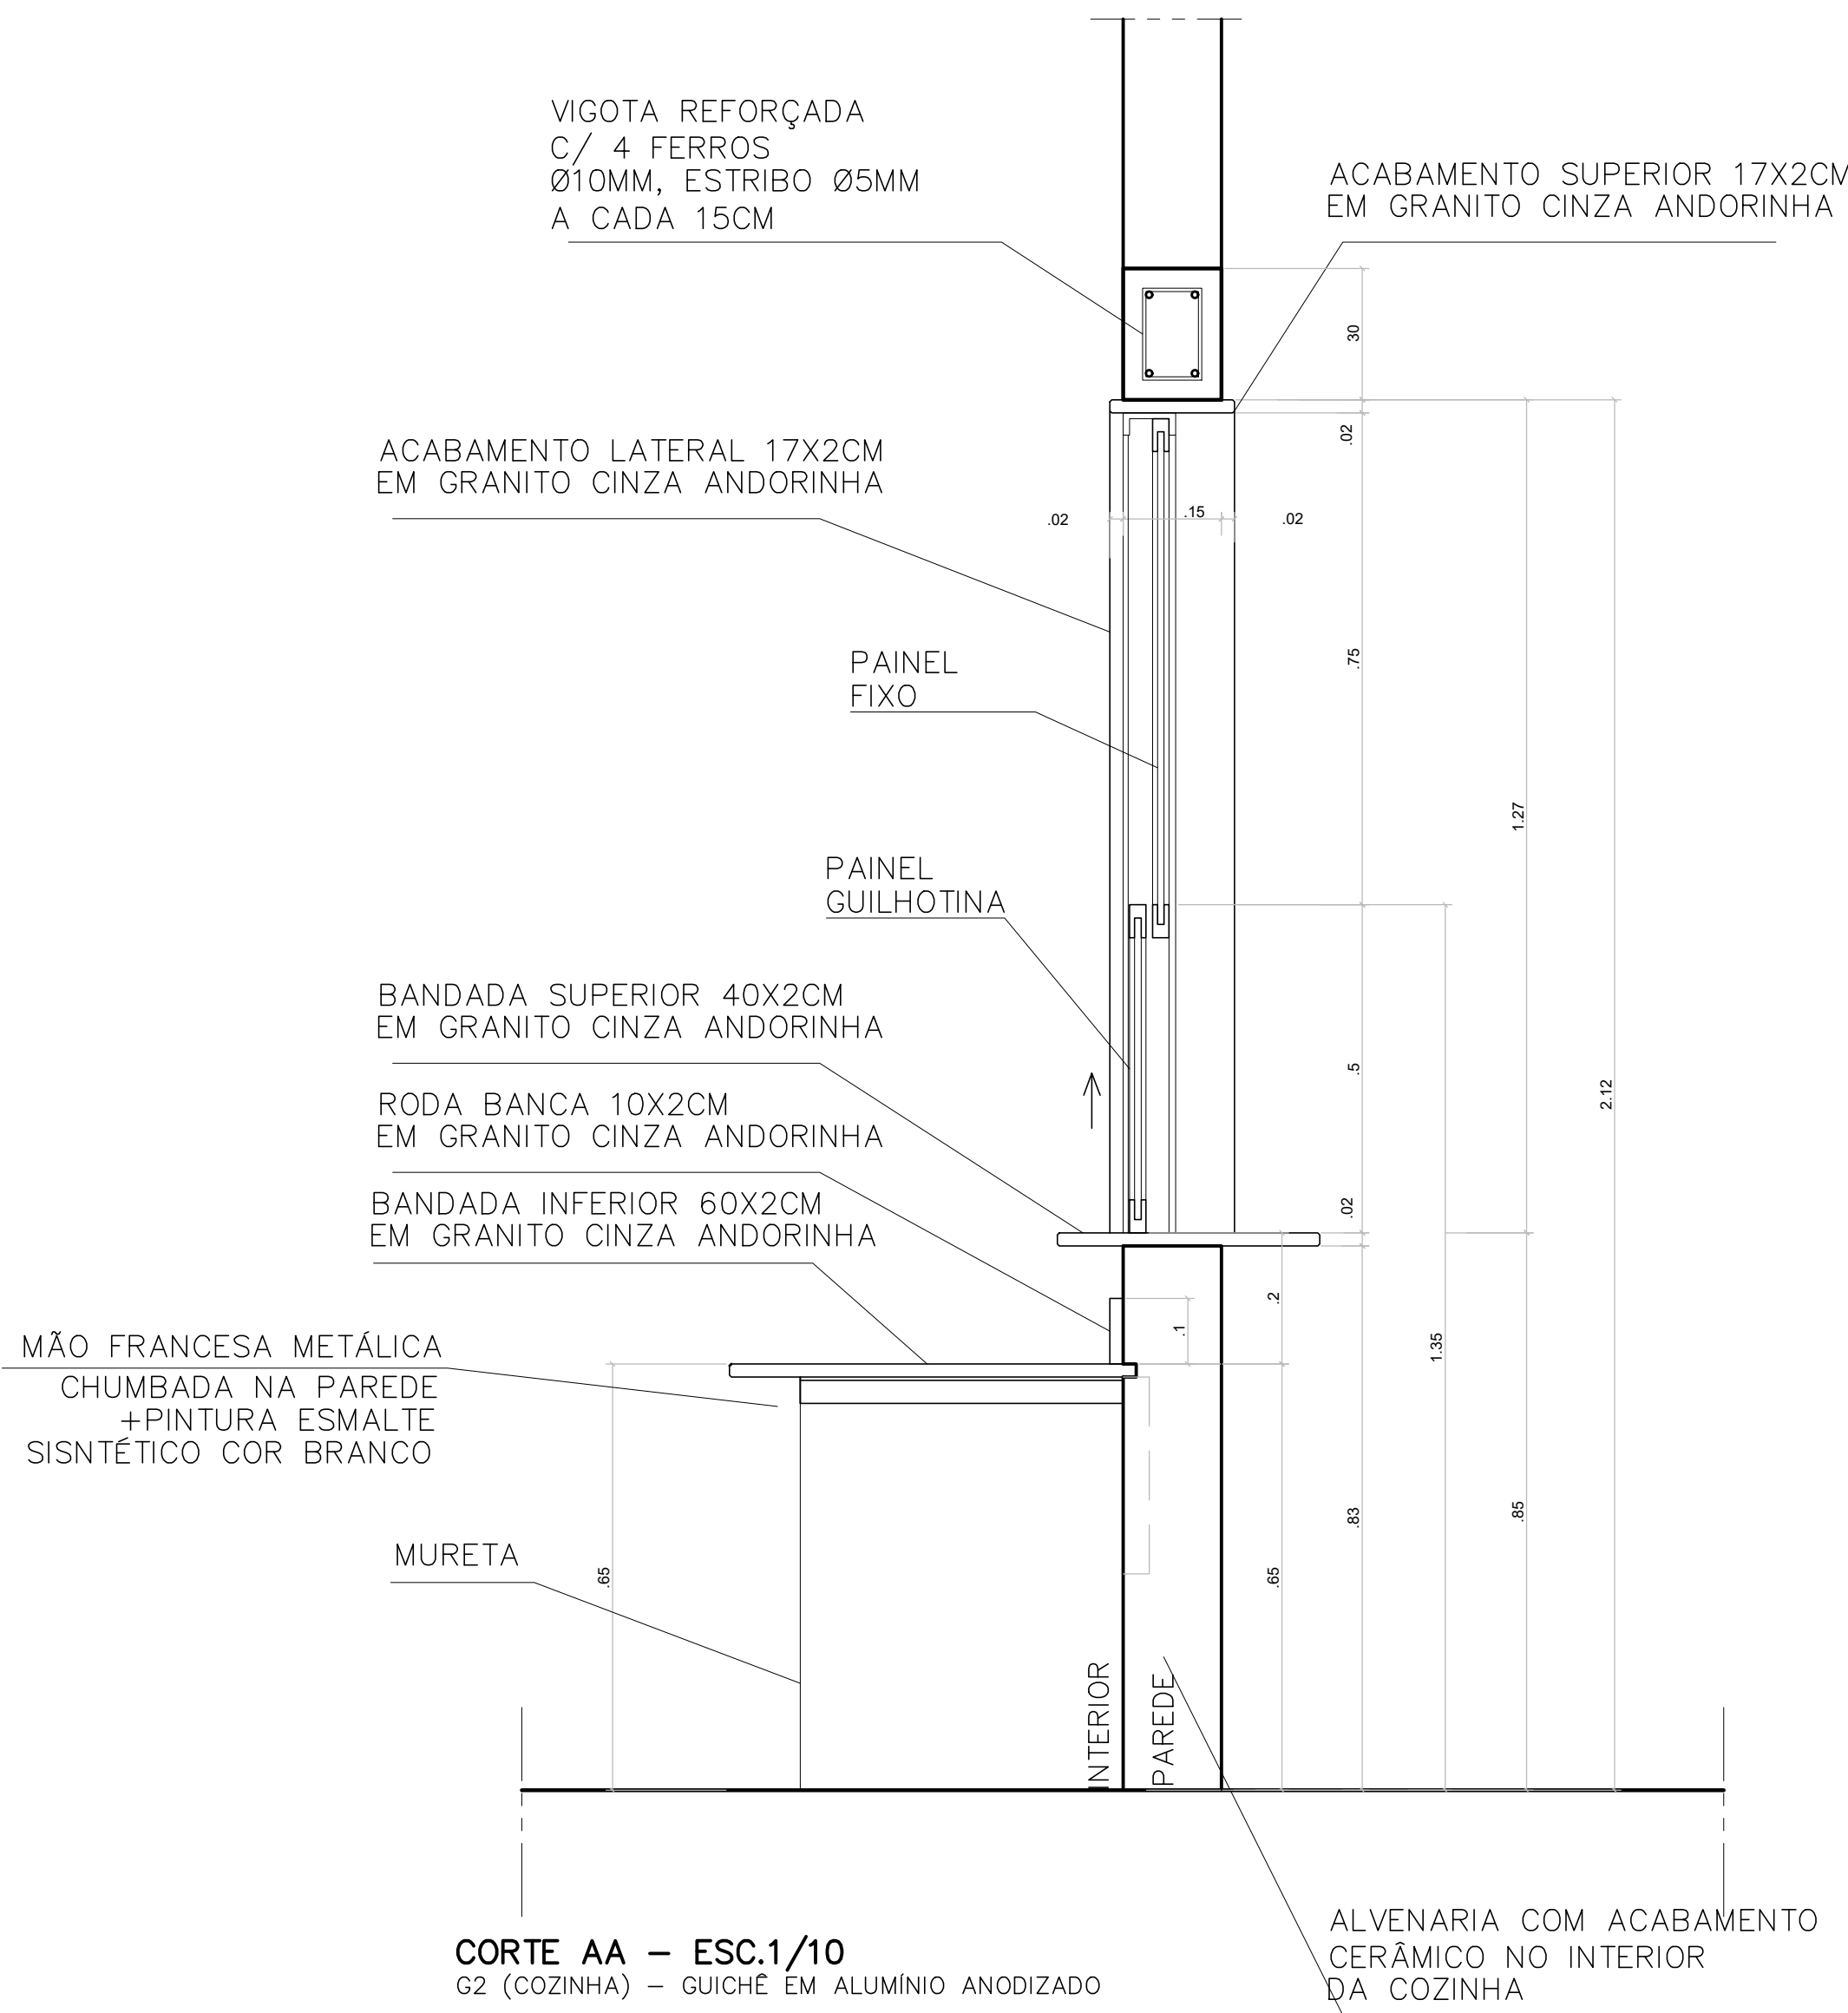 VIGOTA REFORÇADA
C/ 4 FERROS
Ø10MM, ESTRIBO Ø5MM
A CADA 15CM
ACABAMENTO SUPERIOR 17X2CM
EM GRANITO CINZA ANDORINHA
30
.02
ACABAMENTO LATERAL 17X2CM
EM GRANITO CINZA ANDORINHA
.02
.15
.02
PAINEL
FIXO
.75
1.27
PAINEL
GUILHOTINA
BANDADA SUPERIOR 40X2CM
EM GRANITO CINZA ANDORINHA
.5
2.12
RODA BANCA 10X2CM
EM GRANITO CINZA ANDORINHA
BANDADA INFERIOR 60X2CM
EM GRANITO CINZA ANDORINHA
.02
.2
.1
1.35
MÃO FRANCESA METÁLICA
CHUMBADA NA PAREDE
+PINTURA ESMALTE
SISNTÉTICO COR BRANCO
.83
.85
MURETA
.65
.65
INTERIOR
PAREDE
ALVENARIA COM ACABAMENTO
CERÂMICO NO INTERIOR
DA COZINHA
CORTE AA - ESC.1/10
G2 (COZINHA) - GUICHÊ EM ALUMÍNIO ANODIZADO